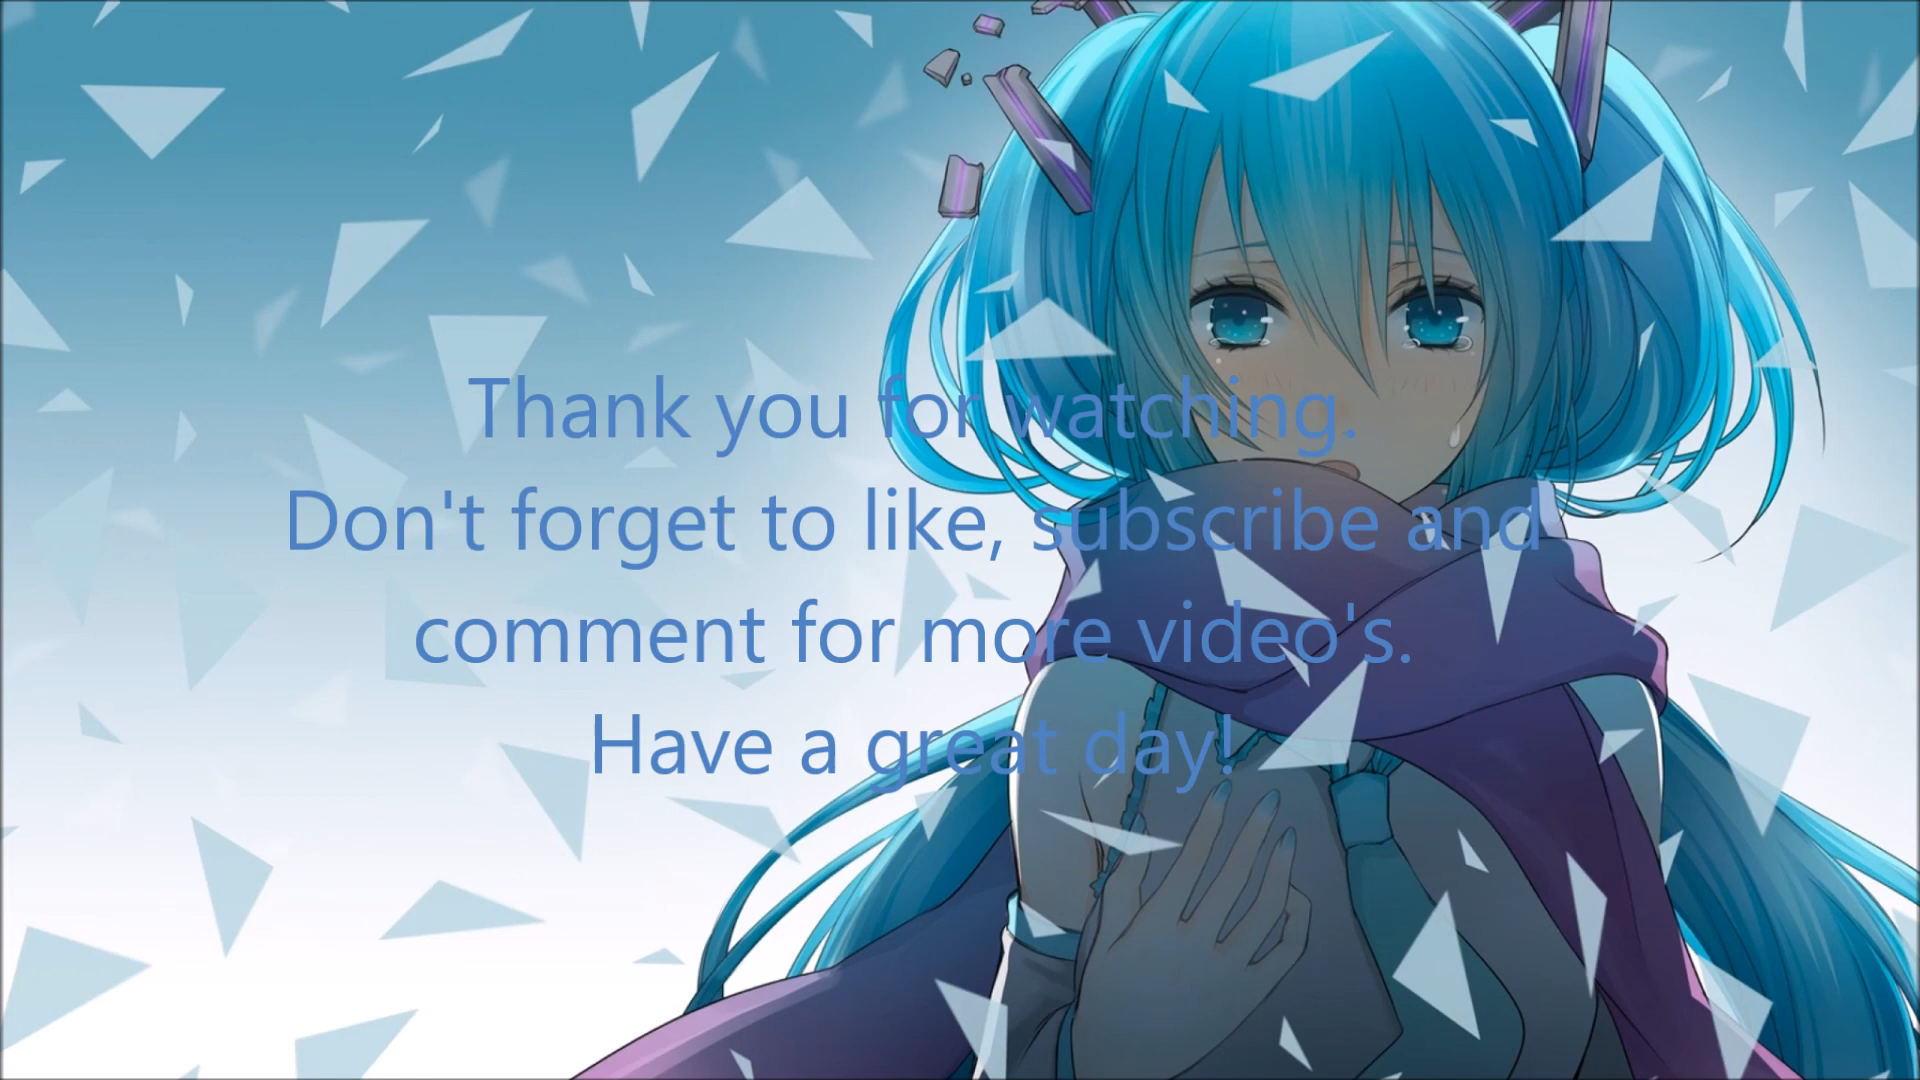 Thank you for watching.
Don't forget to like, subscribe and
comment for more video's.
Have a great day!